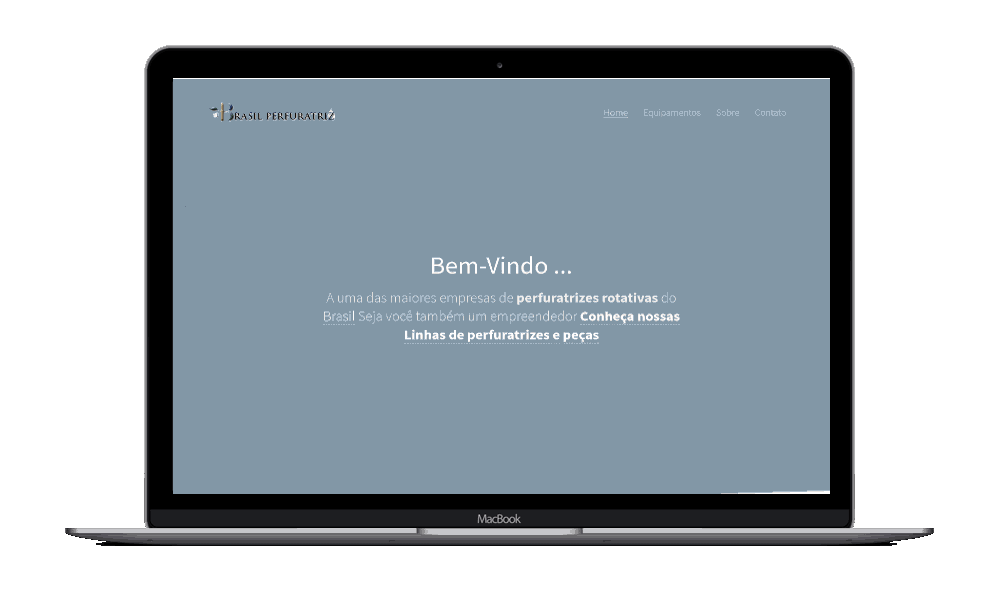 BRASIL PERFURATRIZ
Home Equipamentos Sobre Contato
Bem-Vindo ...
A uma das maiores empresas de perfuratrizes rotativas do
Brasil Seja você também um empreendedor Conheça nossas
Linhas de perfuratrizes e peças
MacBook